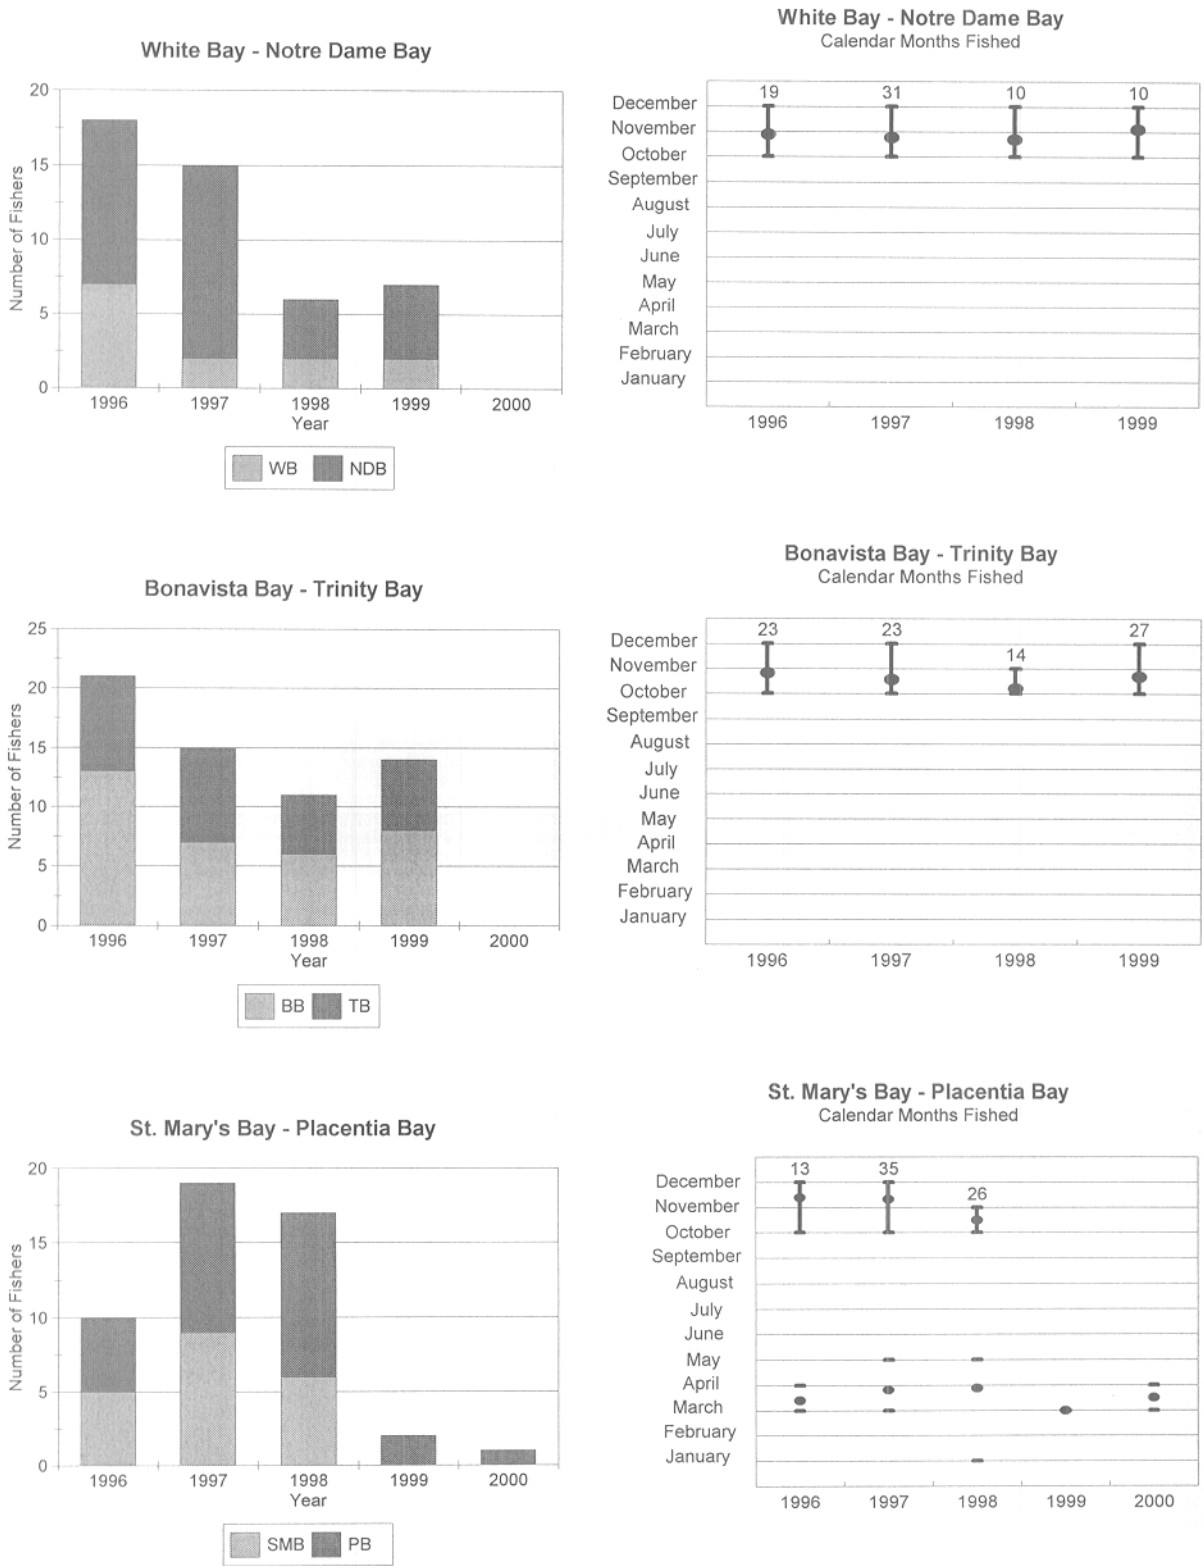 White Bay - Notre Dame Bay
20
15
10
5
0
Number of Fishers
1996 1997 1998 1999 2000
Year
WB NDB
White Bay - Notre Dame Bay
Calendar Months Fished
19 31 10 10
December
November
October
September
August
July
June
May
April
March
February
January
1996 1997 1998 1999
Bonavista Bay - Trinity Bay
25
20
15
10
5
0
Number of Fishers
1996 1997 1998 1999 2000
Year
BB TB
Bonavista Bay - Trinity Bay
Calendar Months Fished
23 23 14 27
December
November
October
September
August
July
June
May
April
March
February
January
1996 1997 1998 1999
St. Mary's Bay - Placentia Bay
20
15
10
5
0
Number of Fishers
1996 1997 1998 1999 2000
Year
SMB PB
St. Mary's Bay - Placentia Bay
Calendar Months Fished
13 35 26
December
November
October
September
August
July
June
May
April
March
February
January
1996 1997 1998 1999 2000